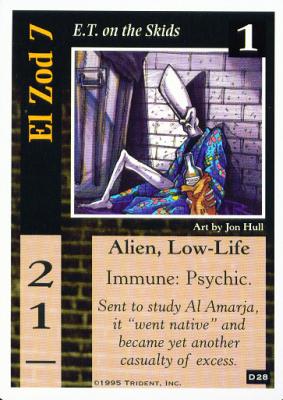 El Zod 7
E.T. on the Skids
1
Art by Jon Hull
Alien, Low-Life
Immune: Psychic.
Sent to study Al Amarja,
it “went native” and
became yet another
casualty of excess.
2
1
—
©1995 TRIDENT, INC.
D28